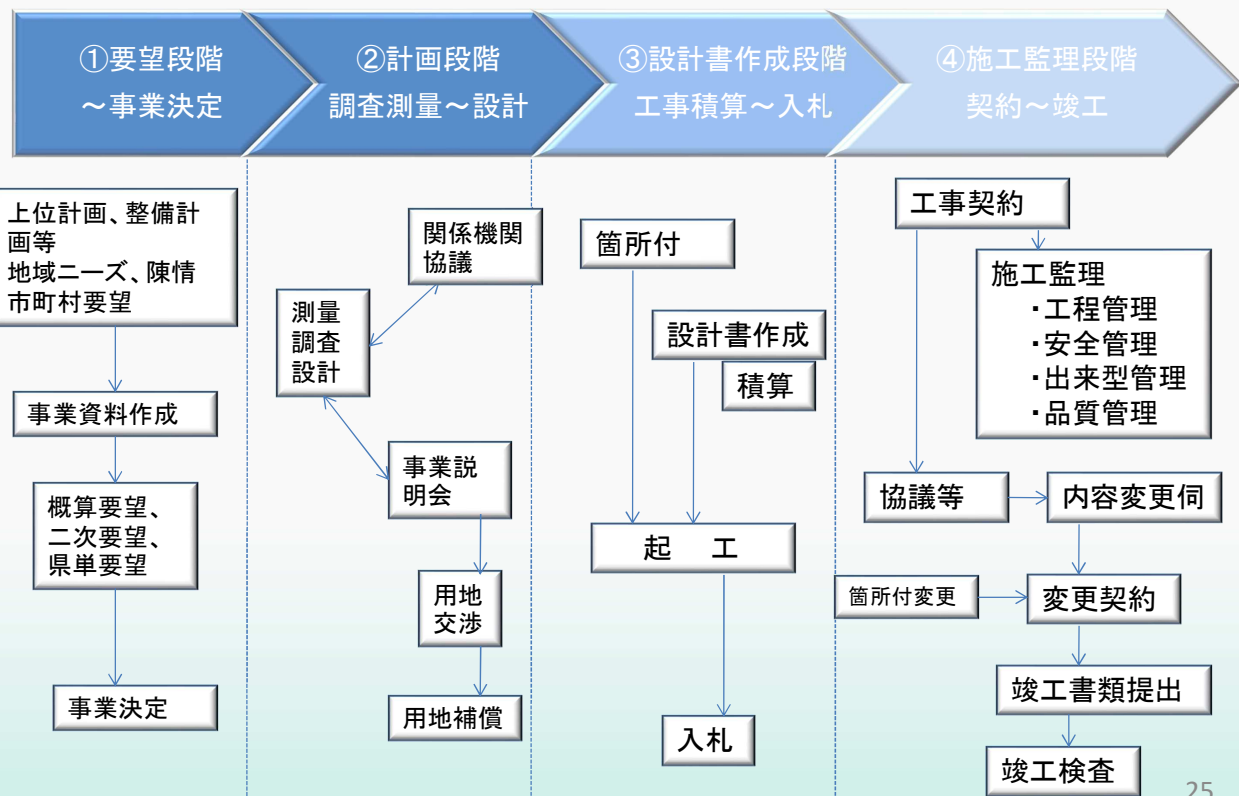 ①要望段階
～事業決定
②計画段階
調査測量～設計
③設計書作成段階
工事積算～入札
④施工監理段階
契約～竣工
上位計画、整備計
画等
地域ニーズ、陳情
市町村要望
事業資料作成
概算要望、
二次要望、
県単要望
事業決定
関係機関
協議
測量
調査
設計
事業説
明会
用地
交渉
用地補償
箇所付
設計書作成
積算
起　工
入札
工事契約
施工監理
・工程管理
・安全管理
・出来型管理
・品質管理
協議等
内容変更伺
箇所付変更
変更契約
竣工書類提出
竣工検査
25